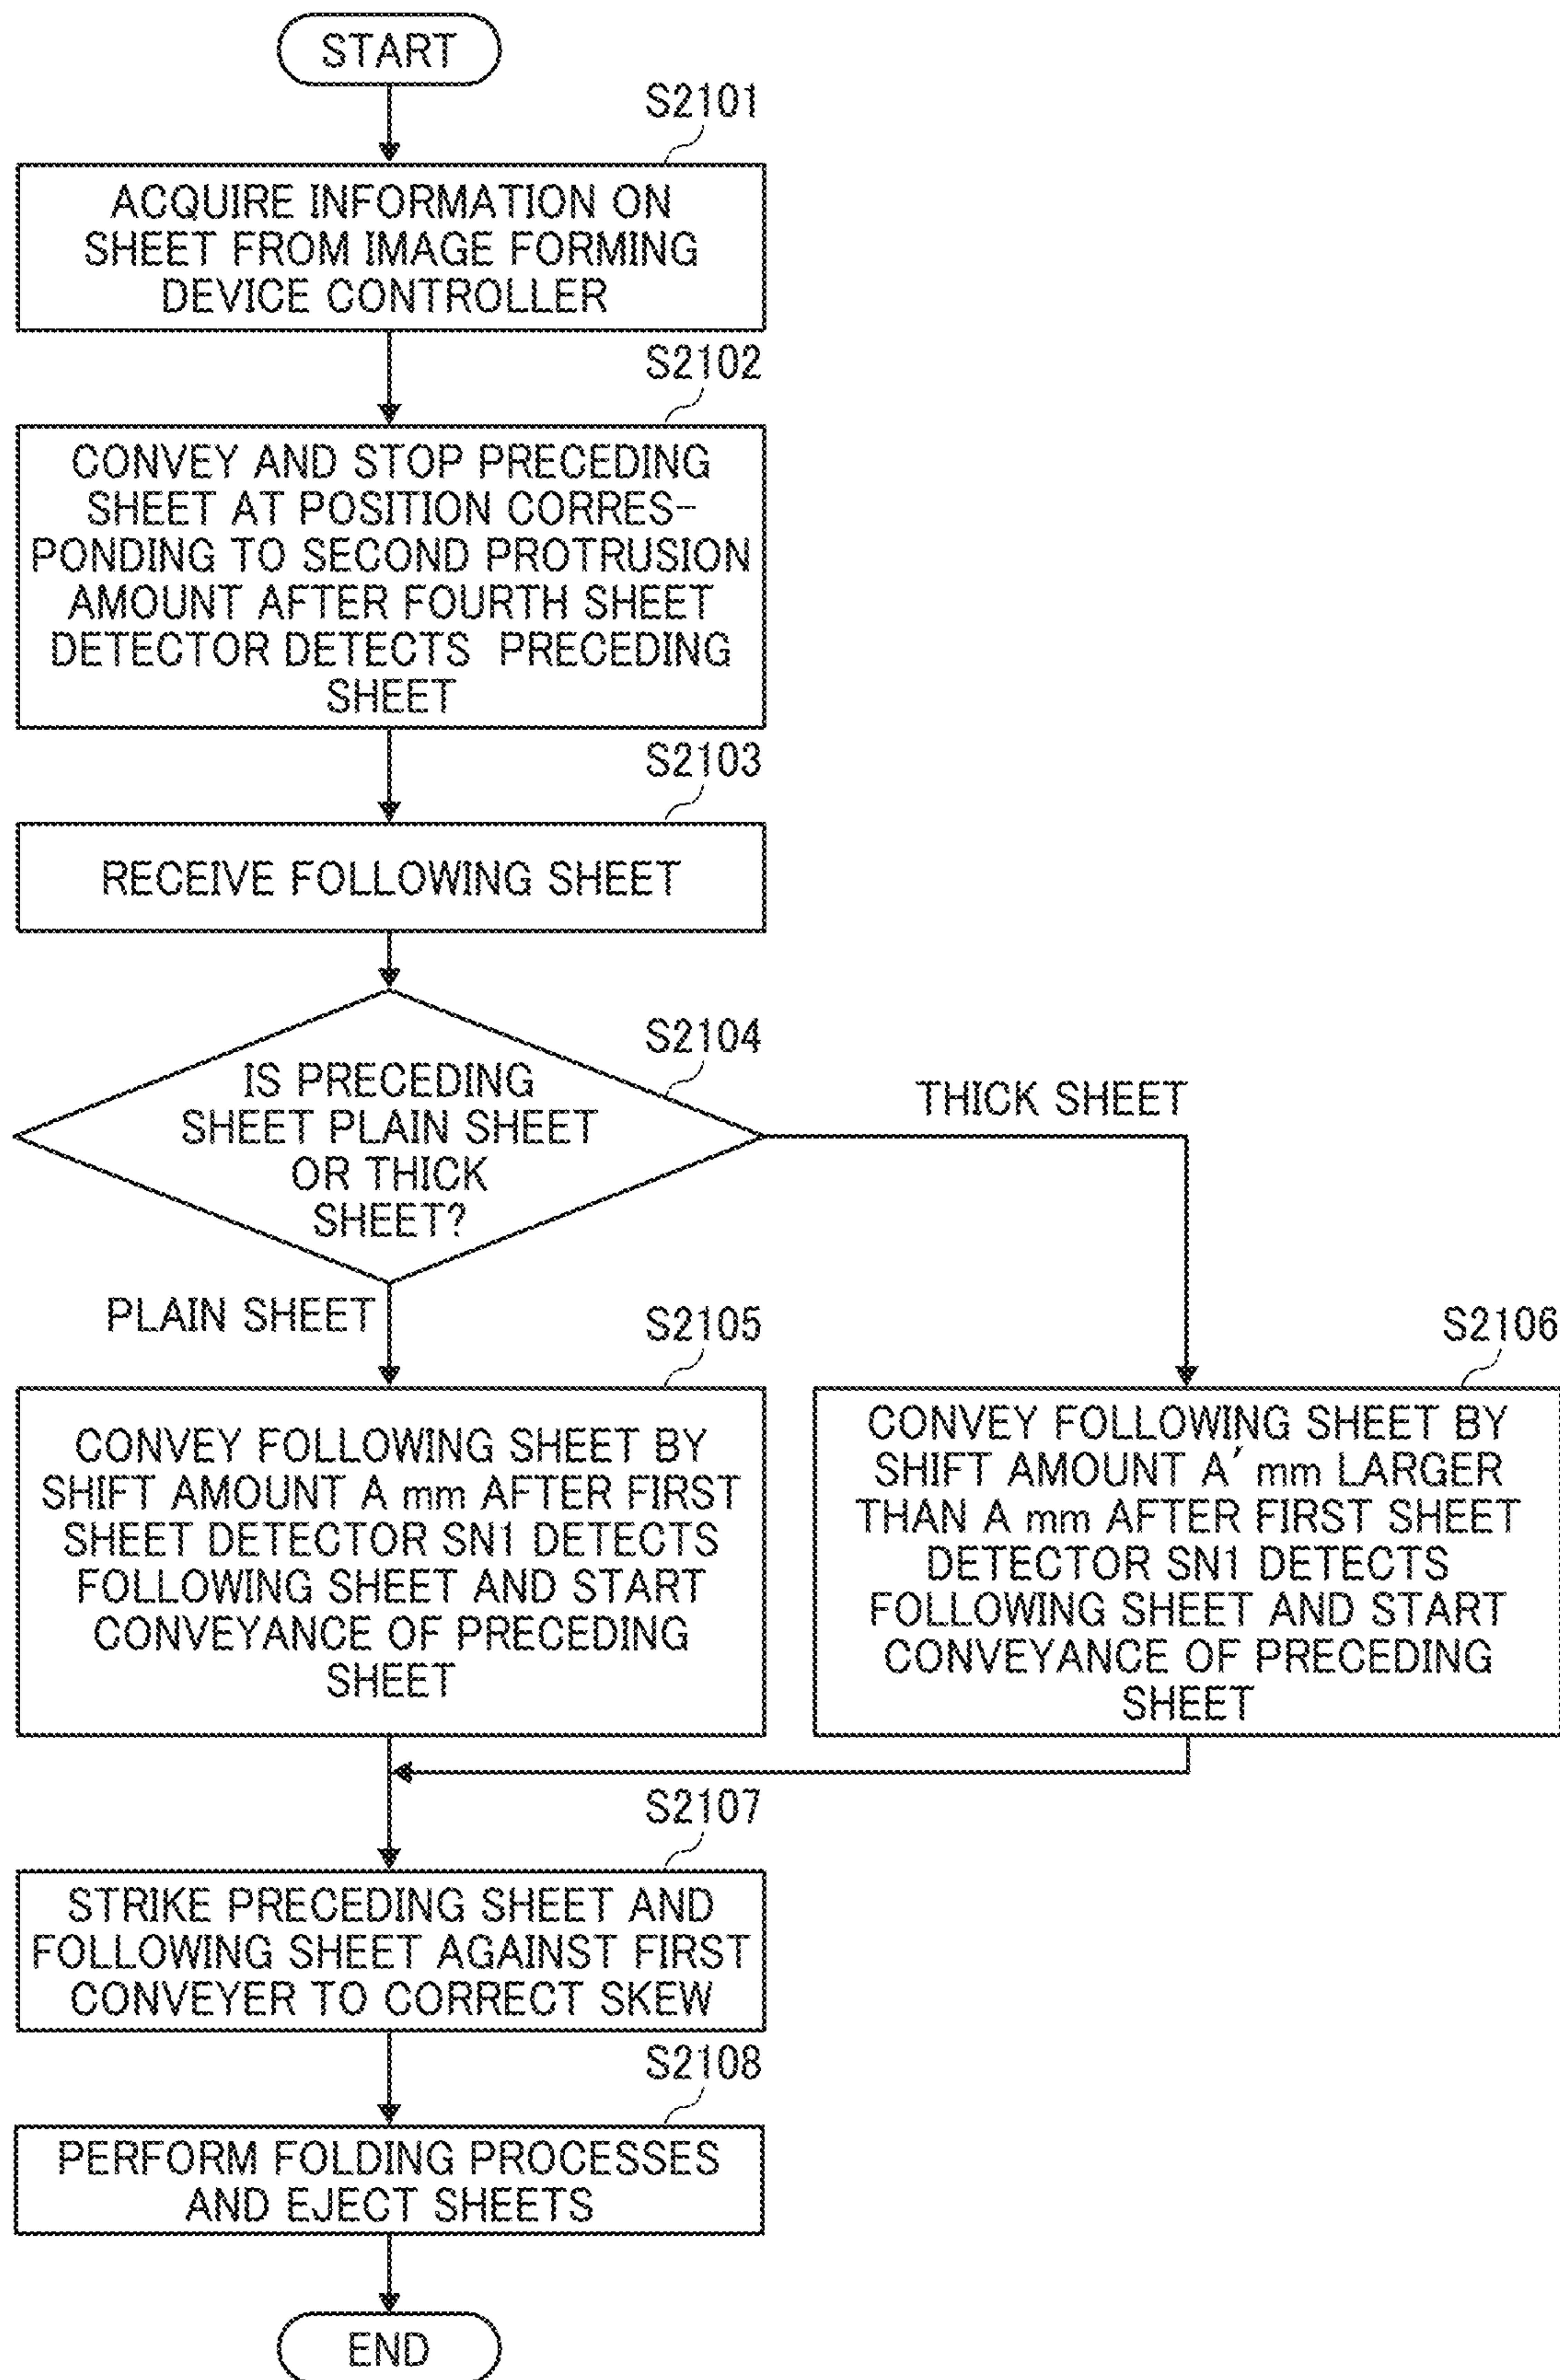 START
S2101
ACQUIRE INFORMATION ON
SHEET FROM IMAGE FORMING
DEVICE CONTROLLER
S2102
CONVEY AND STOP PRECEDING
SHEET AT POSITION CORRES-
PONDING TO SECOND PROTRUSION
AMOUNT AFTER FOURTH SHEET
DETECTOR DETECTS PRECEDING
SHEET
S2103
RECEIVE FOLLOWING SHEET
S2104
IS PRECEDING
SHEET PLAIN SHEET
OR THICK
SHEET?
THICK SHEET
PLAIN SHEET
S2105
CONVEY FOLLOWING SHEET BY
SHIFT AMOUNT A mm AFTER FIRST
SHEET DETECTOR SN1 DETECTS
FOLLOWING SHEET AND START
CONVEYANCE OF PRECEDING
SHEET
S2106
CONVEY FOLLOWING SHEET BY
SHIFT AMOUNT A′ mm LARGER
THAN A mm AFTER FIRST SHEET
DETECTOR SN1 DETECTS
FOLLOWING SHEET AND START
CONVEYANCE OF PRECEDING
SHEET
S2107
STRIKE PRECEDING SHEET AND
FOLLOWING SHEET AGAINST FIRST
CONVEYER TO CORRECT SKEW
S2108
PERFORM FOLDING PROCESSES
AND EJECT SHEETS
END